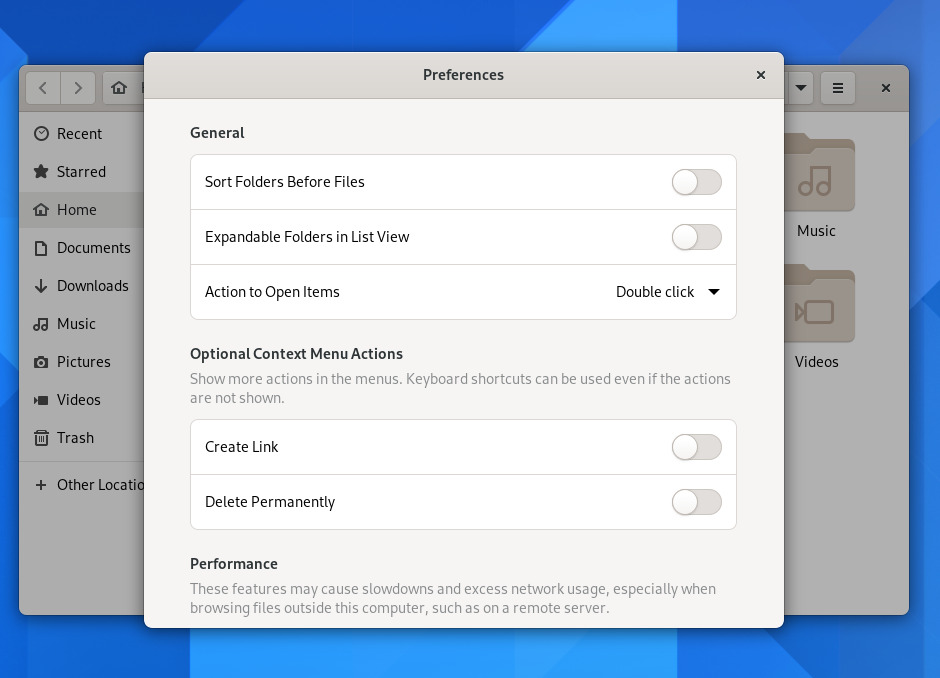 Preferences
Recent
Starred
Home
Documents
Downloads
Music
Pictures
Videos
Trash
Other
General
Sort Folders Before Files
Expandable Folders in List View
Action to Open Items Double click
Optional Context Menu Actions
Show more actions in the menus. Keyboard shortcuts can be used even if the actions
are not shown.
Create Link
Delete Permanently
Performance
These features may cause slowdowns and excess network usage, especially when
browsing files outside this computer, such as on a remote server.
Music
Videos